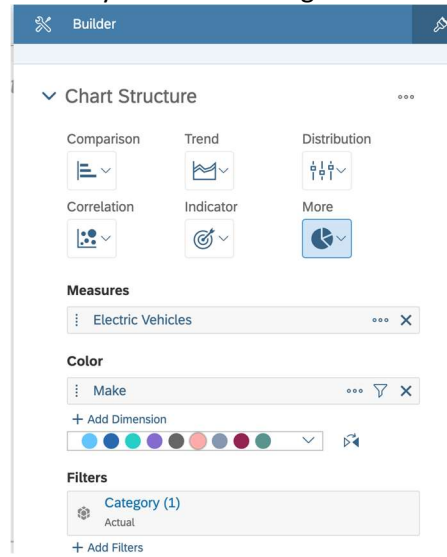 Builder
Chart Structure
Comparison Trend Distribution
Correlation Indicator More
Measures
Electric Vehicles
Color
Make
+ Add Dimension
Filters
Category (1)
Actual
+ Add Filters